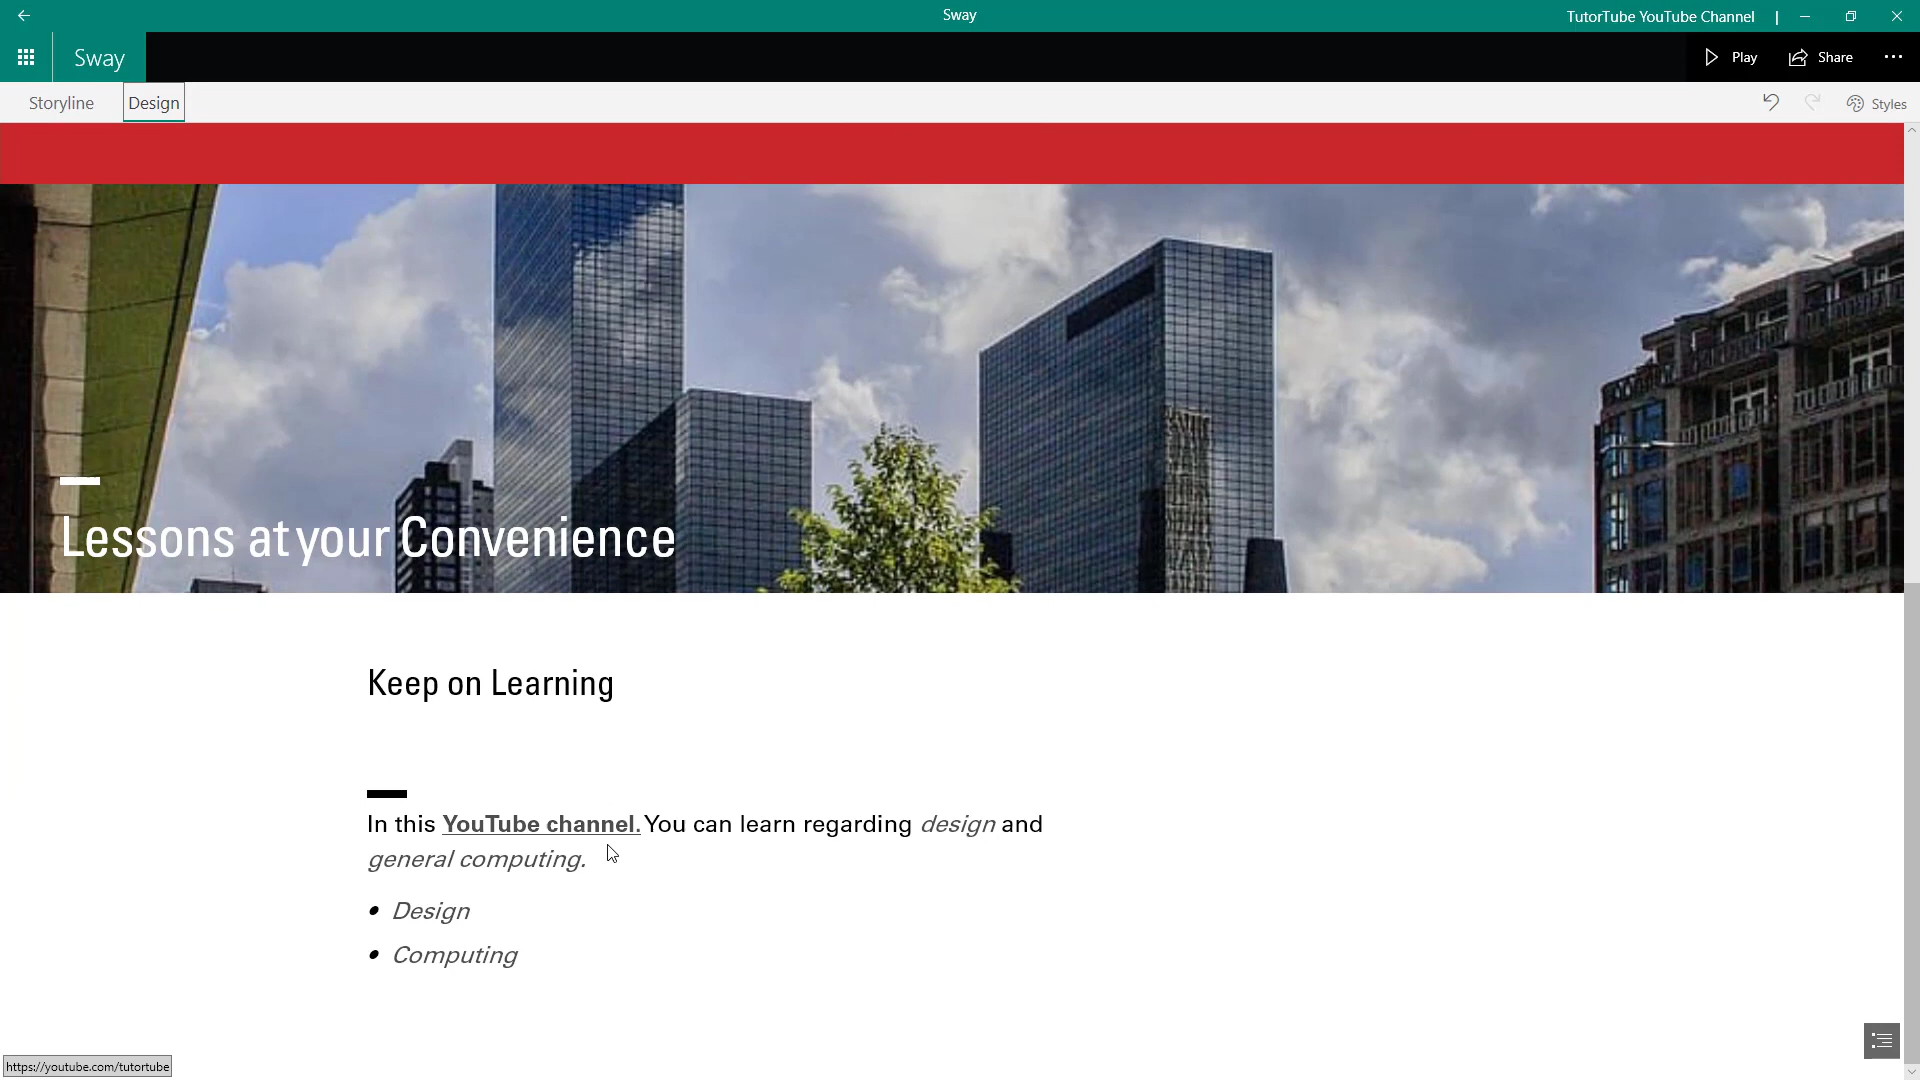 Sway
TutorTube YouTube Channel
Sway
Play
Share
Storyline
Design
Styles
Lessons at your Convenience
Keep on Learning
In this YouTube channel. You can learn regarding design and
general computing.
Design
Computing
https://youtube.com/tutortube